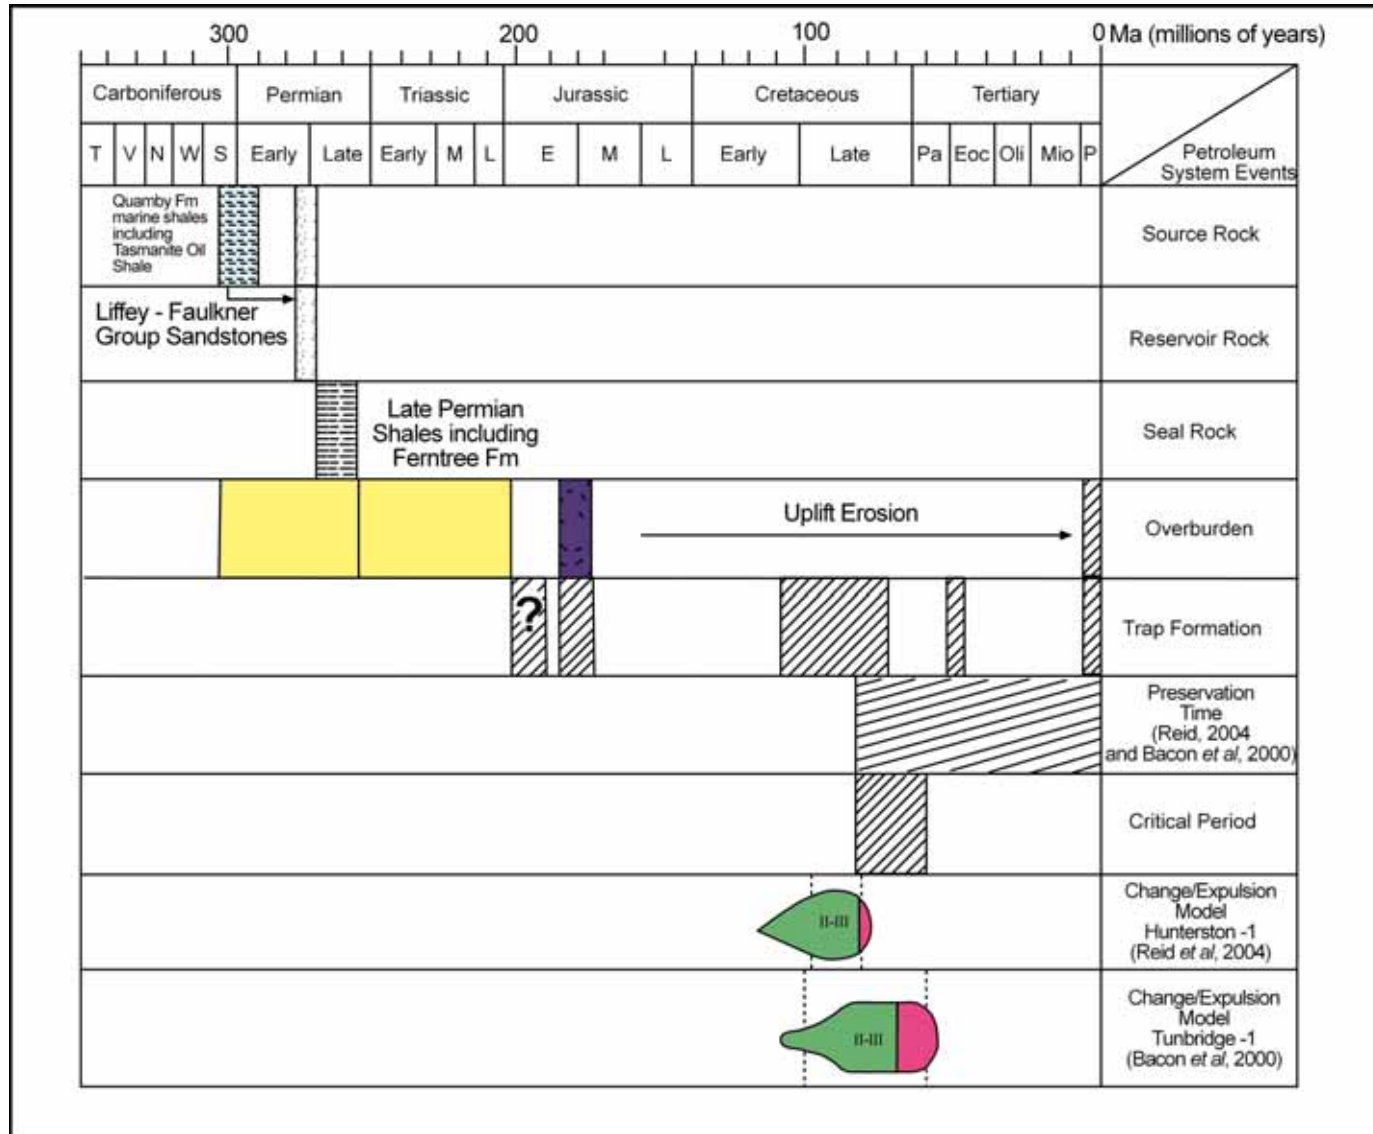 300
200
100
0 Ma (millions of years)
Carboniferous
Permian
Triassic
Jurassic
Cretaceous
Tertiary
T
V
N
W
S
Early
Late
Early
M
L
E
M
L
Early
Late
Pa
Eoc
Oli
Mio
P
Petroleum
System Events
Quamby Fm
marine shales
including
Tasmanite Oil
Shale
Source Rock
Liffey - Faulkner
Group Sandstones
Reservoir Rock
Late Permian
Shales including
Ferntree Fm
Seal Rock
Uplift Erosion
Overburden
?
Trap Formation
Preservation
Time
(Reid, 2004
and Bacon et al, 2000)
Critical Period
II-III
Change/Expulsion
Model
Hunterston -1
(Reid et al, 2004)
II-III
Change/Expulsion
Model
Tunbridge -1
(Bacon et al, 2000)